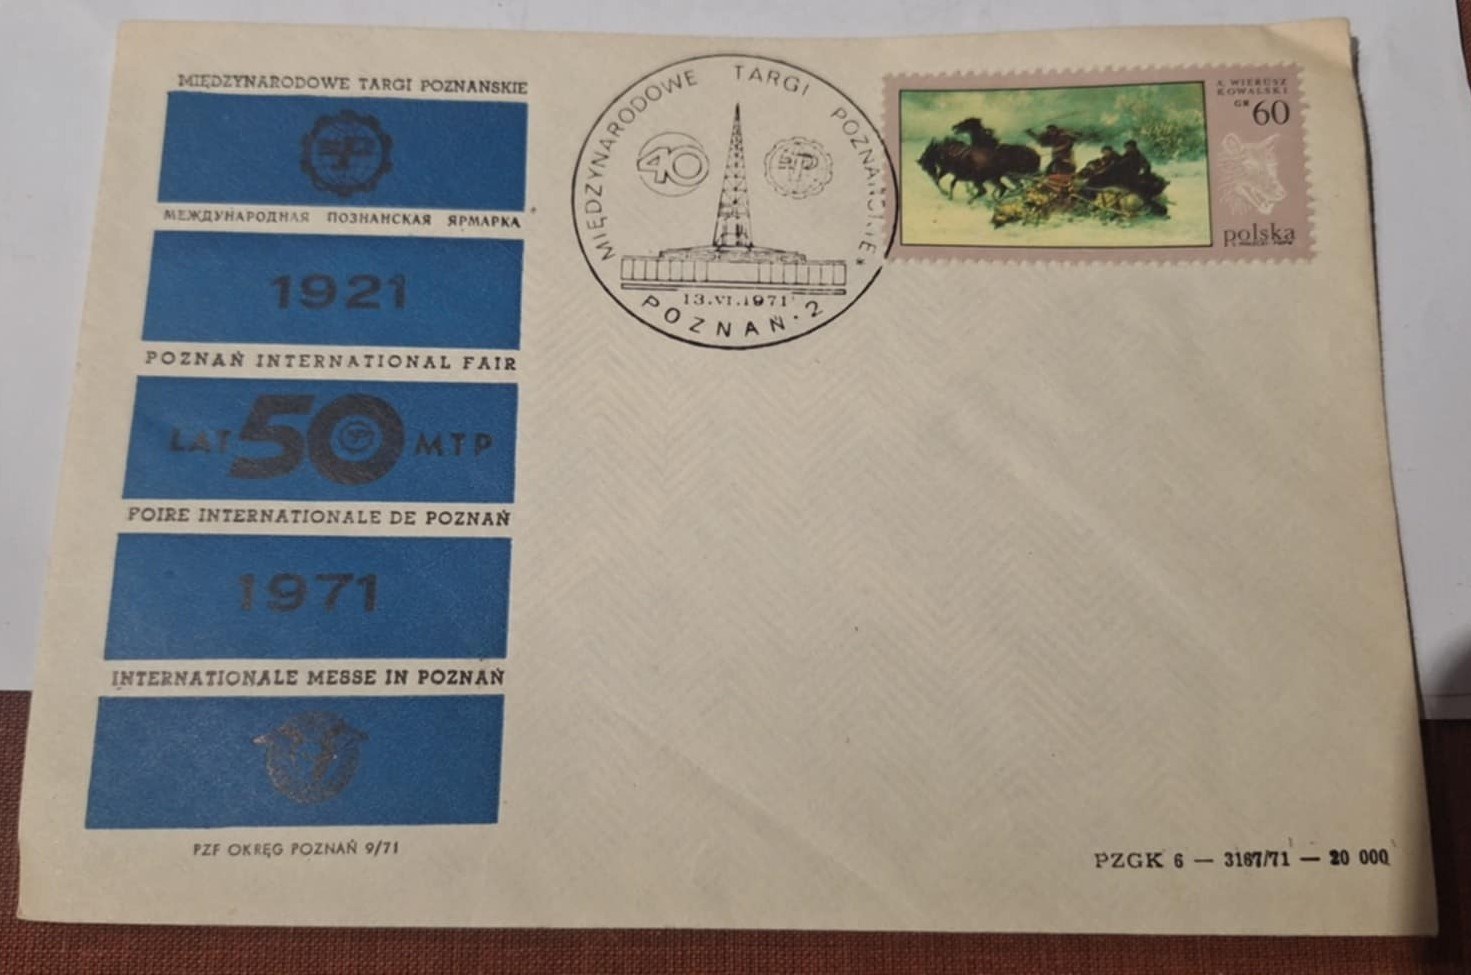 MIĘDZYNARODOWE TARGI POZNAŃSKIE
МЕЖДУНАРОДНАЯ ПОЗНАНСКАЯ ЯРМАРКА
1921
POZNAŃ INTERNATIONAL FAIR
LAT 50 MTP
FOIRE INTERNATIONALE DE POZNAŃ
1971
INTERNATIONALE MESSE IN POZNAŃ
PZF OKRĘG POZNAŃ 9/71
MIĘDZYNARODOWE TARGI POZNAŃSKIE *
40
13.VI.1971
POZNAŃ · 2
A. WIERUSZ
KOWALSKI
GR 60
polska
PZGK 6 — 3167/71 — 20 000